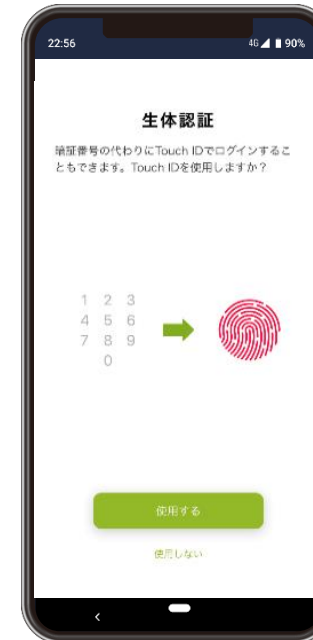 22:56 4G 90%
生体認証
暗証番号の代わりにTouch IDでログインするこ
ともできます。Touch IDを使用しますか？
1 2 3
4 5 6
7 8 9
0
使用する
使用しない